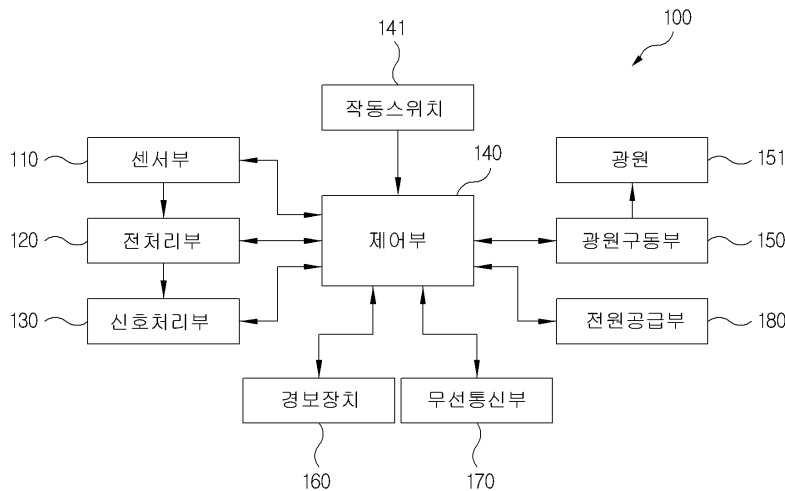 100
141
작동스위치
110
센서부
140
광원
151
120
전처리부
제어부
광원구동부
150
130
신호처리부
전원공급부
180
경보장치
무선통신부
160
170